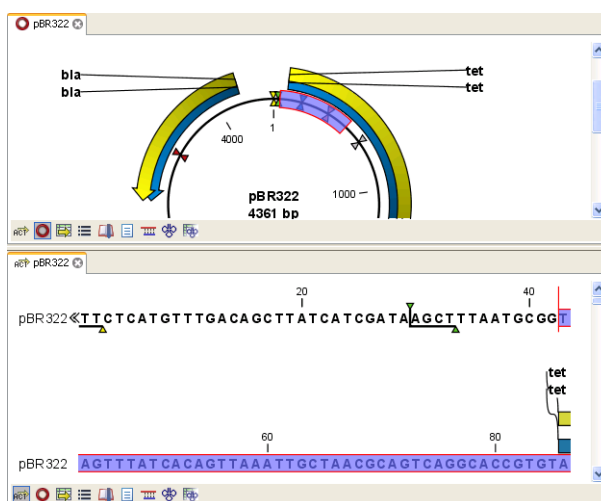 pBR322
bla
bla
tet
tet
4000
1
1000
pBR322
4361 bp
pBR322
20
40
pBR322 TTCTCATGTTTGACAGCTTATCATCGATAAGCTTTAATGCGGT
tet
tet
60
80
pBR322 AGTTTATCACAGTTAAATTGCTAACGCAGTCAGGCACCGTGTA